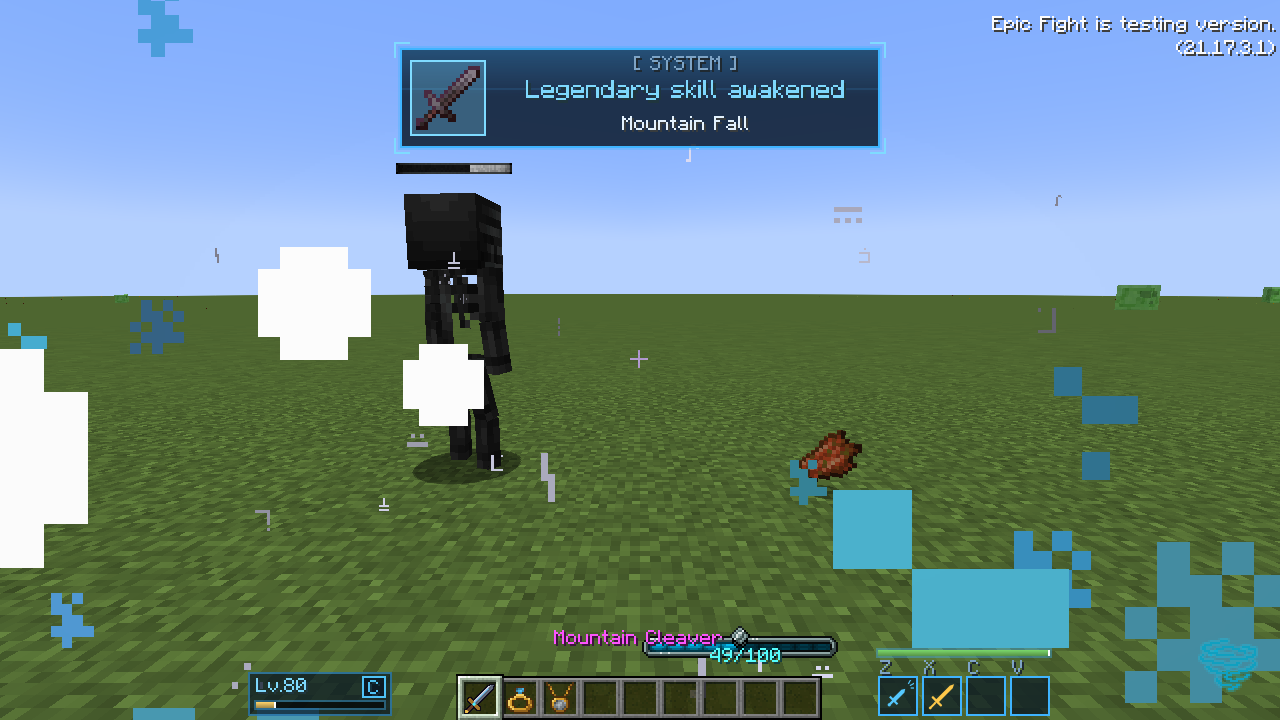 Epic Fight is testing version.
(21.17.3.1)
[ SYSTEM ]
Legendary skill awakened
Mountain Fall
Mountain Cleaver
49/100
Z X C V
Lv.80 C